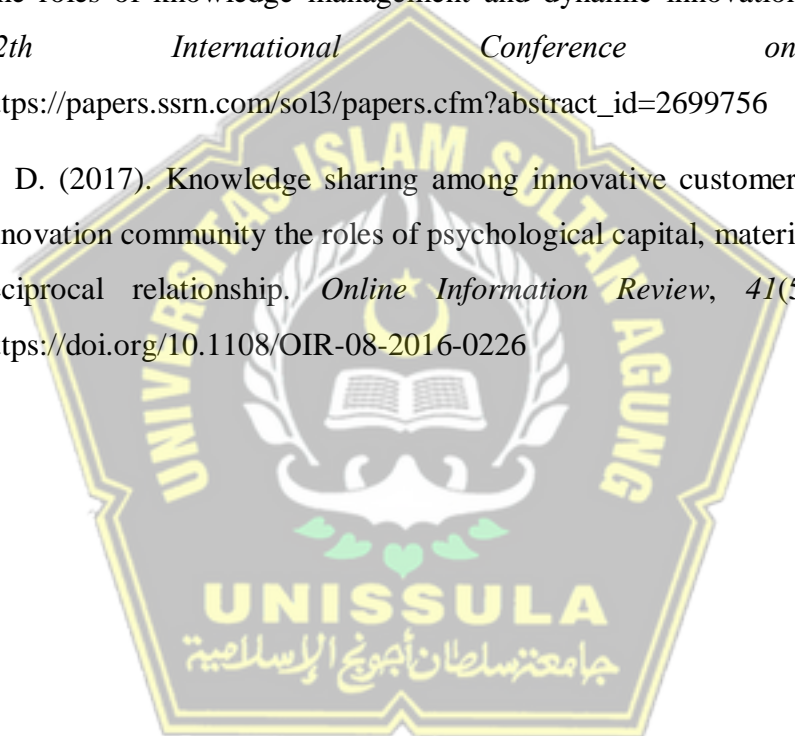 he roles of knowledge management and dynamic innovation
2th International Conference on
ttps://papers.ssrn.com/sol3/papers.cfm?abstract_id=2699756
D. (2017). Knowledge sharing among innovative customer
novation community the roles of psychological capital, materi
ciprocal relationship. Online Information Review, 41(5
ttps://doi.org/10.1108/OIR-08-2016-0226
UNIVERSITAS ISLAM SULTAN AGUNG
UNISSULA
جامعة سلطان أجونج الإسلامية